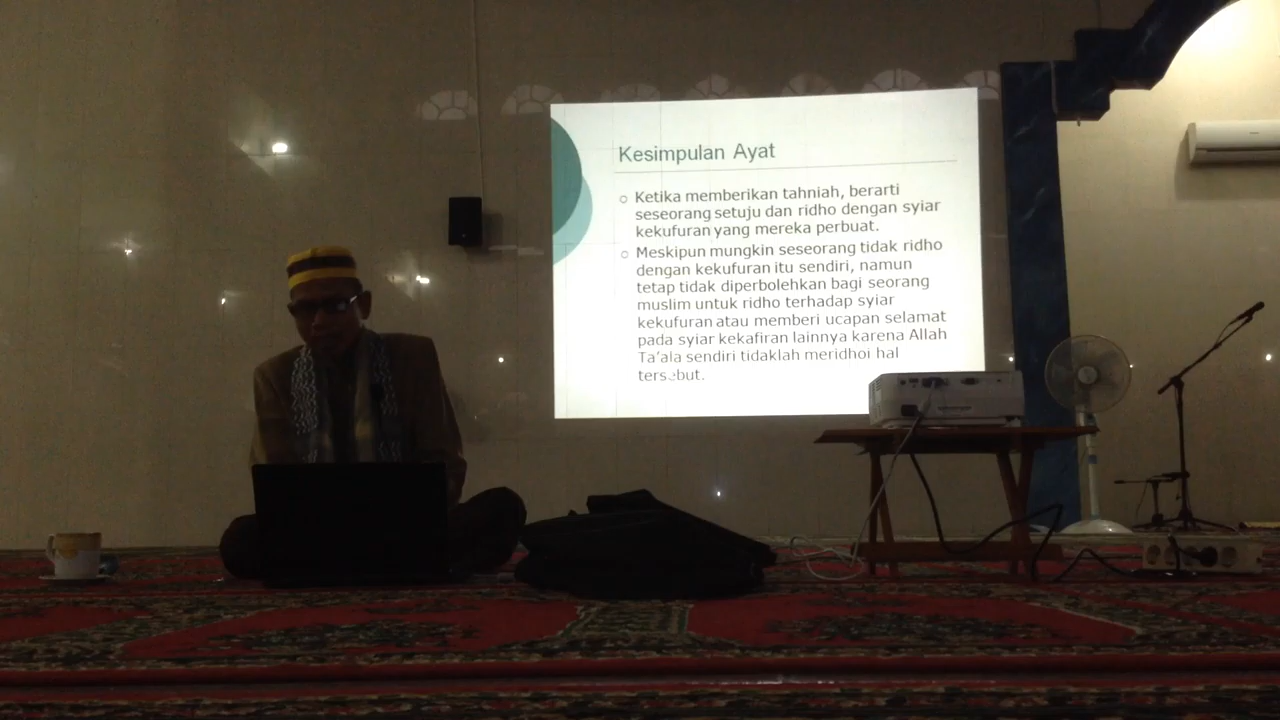 Kesimpulan Ayat
Ketika memberikan tahniah, berarti
seseorang setuju dan ridho dengan syiar
kekufuran yang mereka perbuat.
Meskipun mungkin seseorang tidak ridho
dengan kekufuran itu sendiri, namun
tetap tidak diperbolehkan bagi seorang
muslim untuk ridho terhadap syiar
kekufuran atau memberi ucapan selamat
pada syiar kekafiran lainnya karena Allah
Ta’ala sendiri tidaklah meridhoi hal
tersebut.